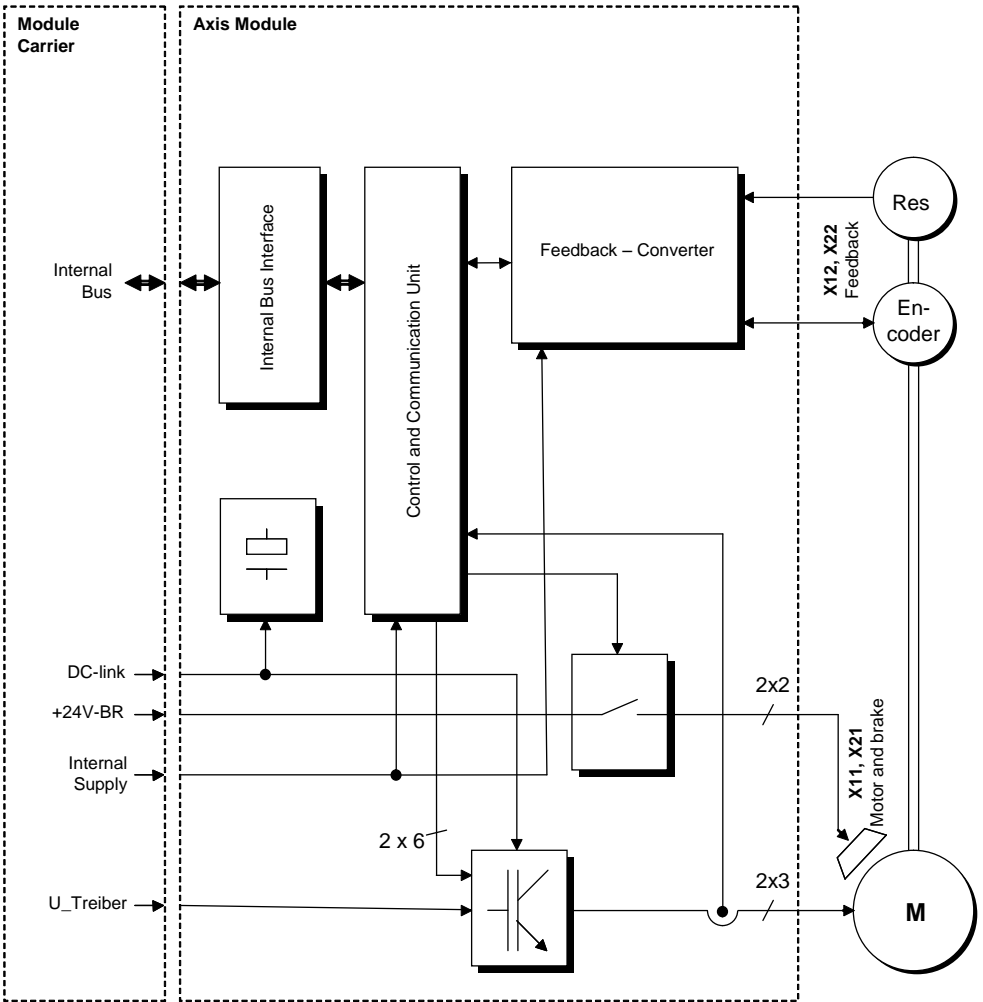 Module
Carrier
Axis Module
Internal
Bus
Internal Bus Interface
Control and Communication Unit
Feedback – Converter
X12, X22
Feedback
Res
En-
coder
DC-link
+24V-BR
Internal
Supply
2x2
X11, X21
Motor and brake
2 x 6
U_Treiber
2x3
M